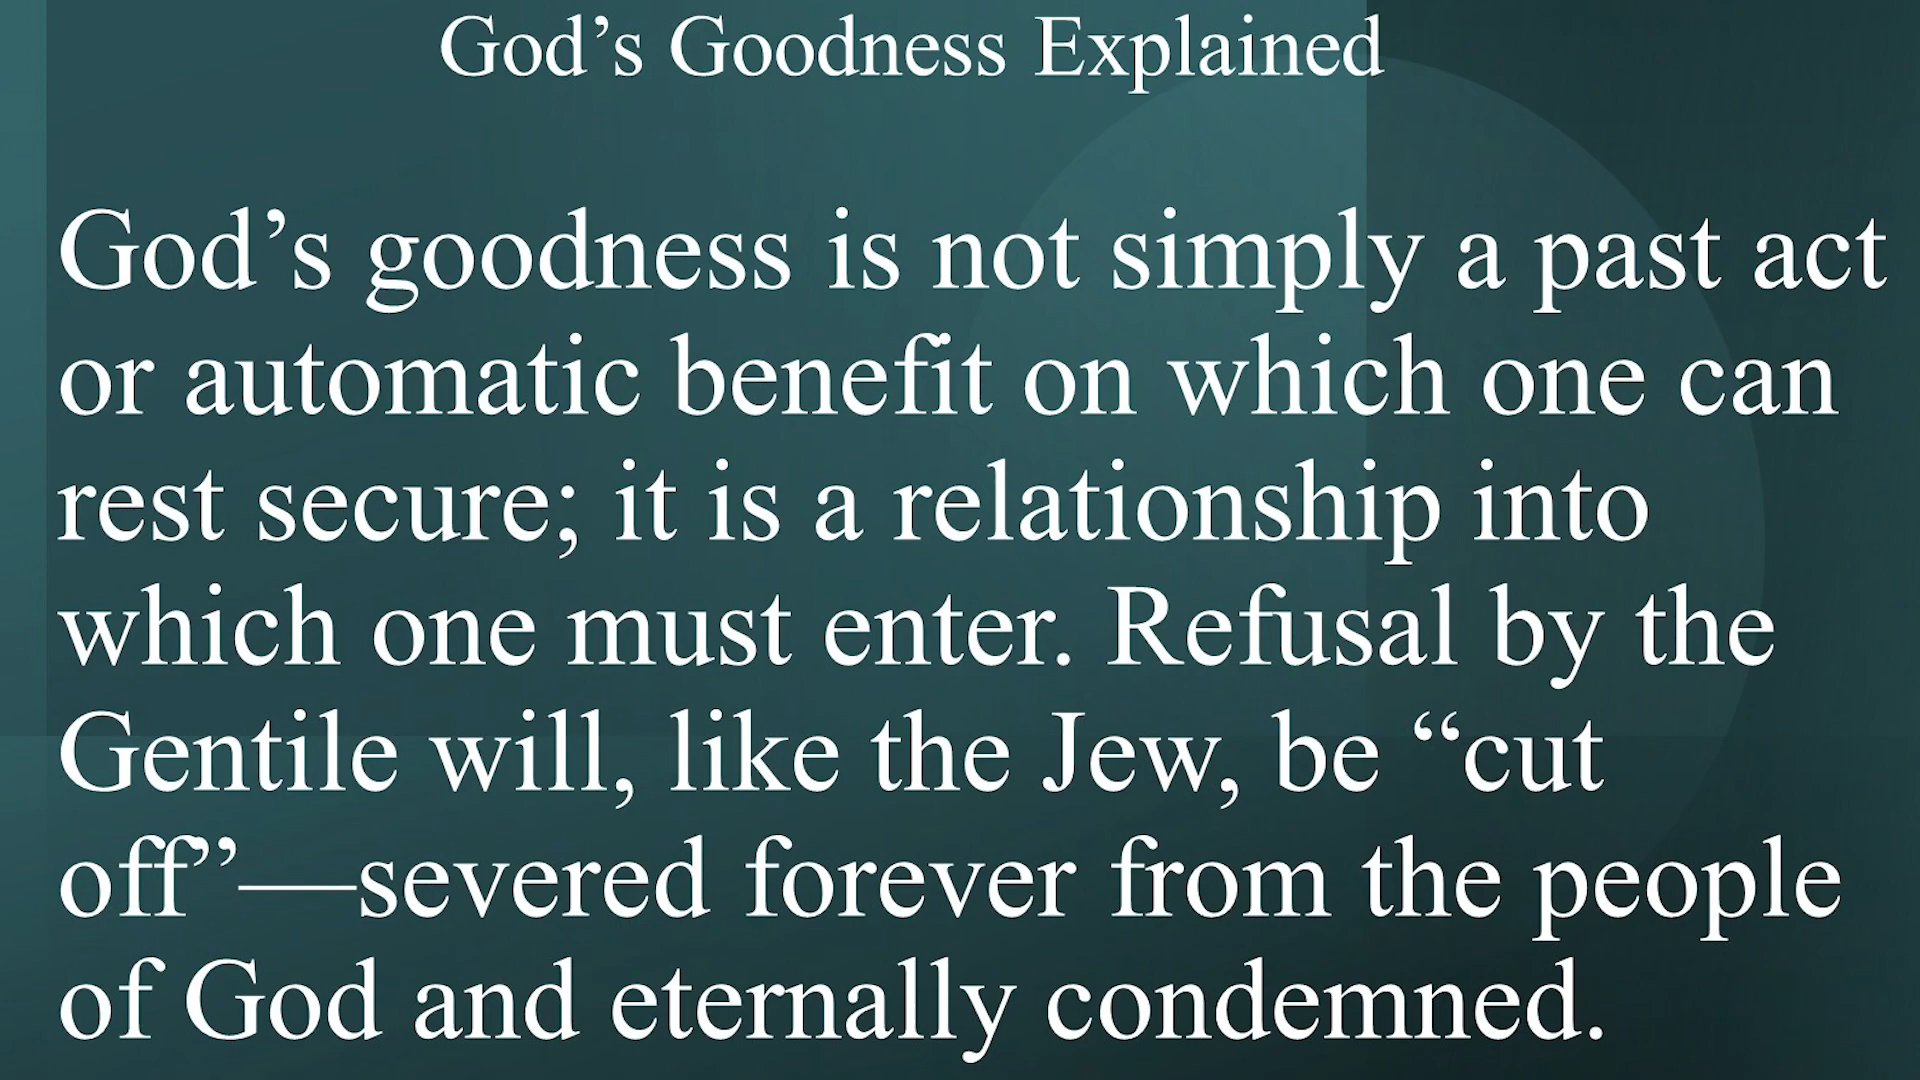 God’s Goodness Explained
God’s goodness is not simply a past act
or automatic benefit on which one can
rest secure; it is a relationship into
which one must enter. Refusal by the
Gentile will, like the Jew, be “cut
off”—severed forever from the people
of God and eternally condemned.